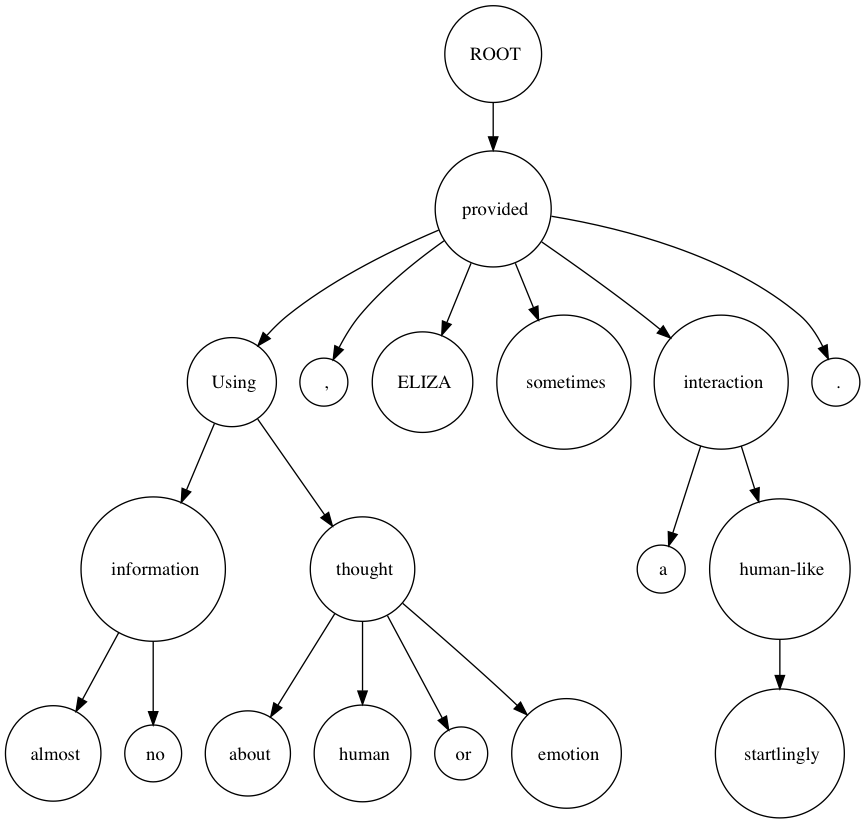 ROOT
provided
Using , ELIZA sometimes interaction .
information thought a human-like
almost no about human or emotion startlingly